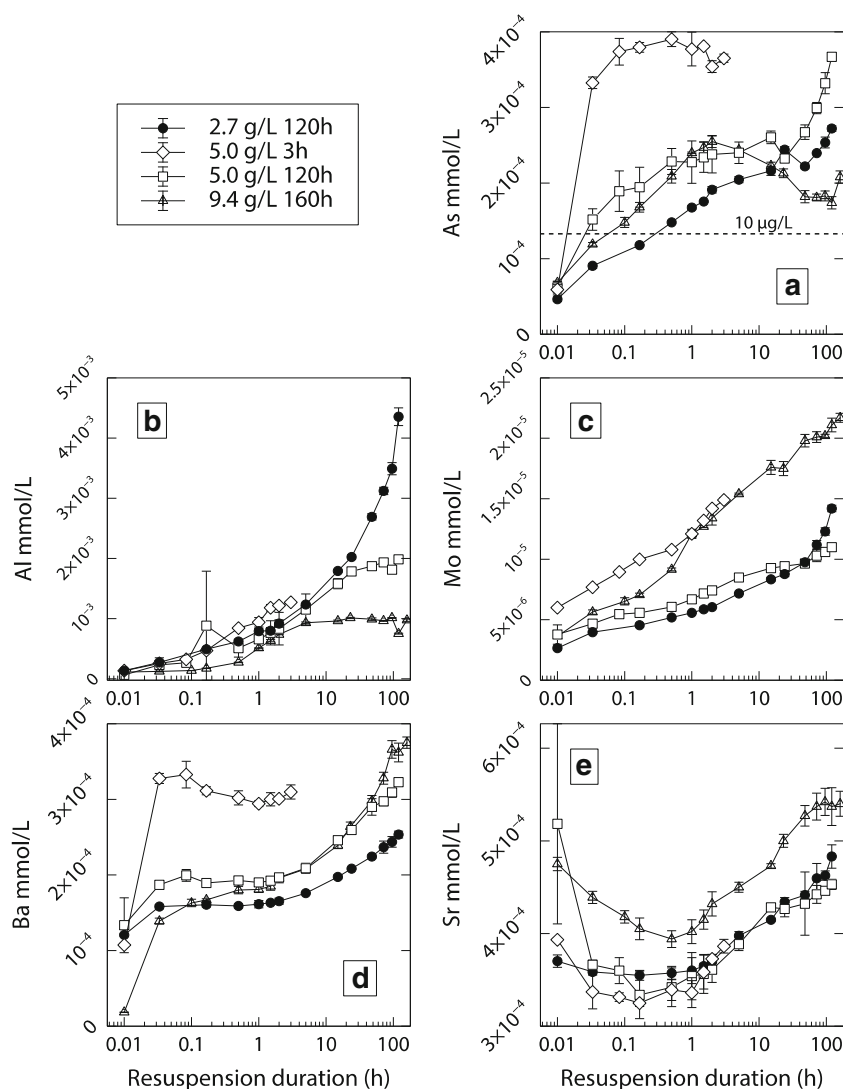 2.7 g/L 120h
5.0 g/L 3h
5.0 g/L 120h
9.4 g/L 160h
As mmol/L
4×10⁻⁴
3×10⁻⁴
2×10⁻⁴
10⁻⁴
0
10 µg/L
a
0.01 0.1 1 10 100
Al mmol/L
5×10⁻³
4×10⁻³
3×10⁻³
2×10⁻³
10⁻³
0
b
0.01 0.1 1 10 100
Mo mmol/L
2.5×10⁻⁵
2×10⁻⁵
1.5×10⁻⁵
10⁻⁵
5×10⁻⁶
0
c
0.01 0.1 1 10 100
Ba mmol/L
4×10⁻⁴
3×10⁻⁴
2×10⁻⁴
10⁻⁴
0
d
0.01 0.1 1 10 100
Resuspension duration (h)
Sr mmol/L
6×10⁻⁴
5×10⁻⁴
4×10⁻⁴
3×10⁻⁴
e
0.01 0.1 1 10 100
Resuspension duration (h)